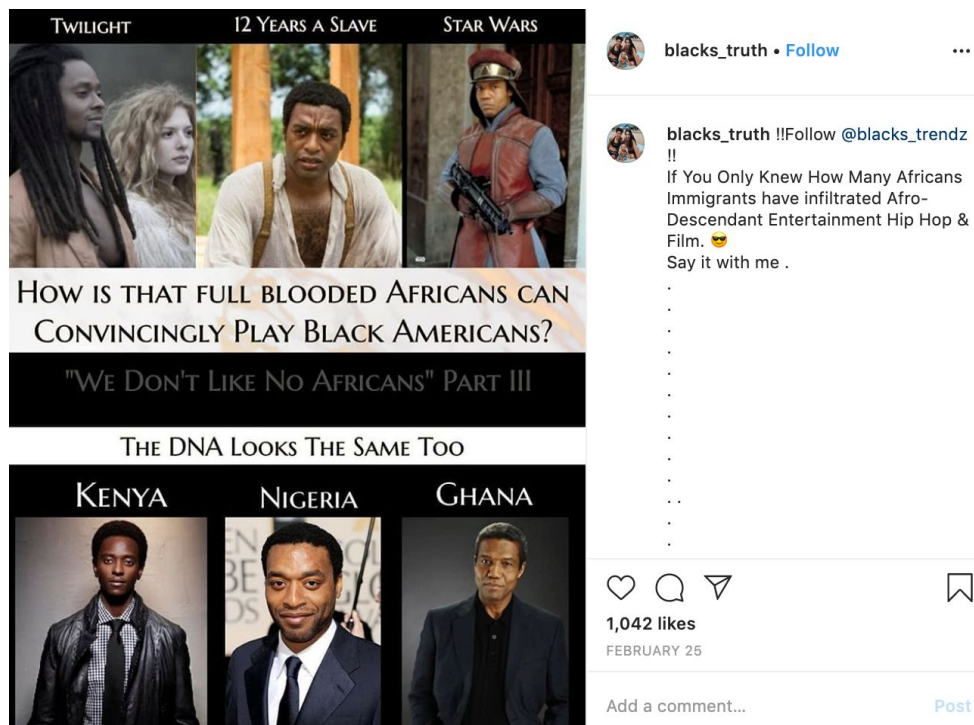 TWILIGHT
12 YEARS A SLAVE
STAR WARS
HOW IS THAT FULL BLOODED AFRICANS CAN
CONVINCINGLY PLAY BLACK AMERICANS?
"WE DON'T LIKE NO AFRICANS" PART III
THE DNA LOOKS THE SAME TOO
KENYA
NIGERIA
GHANA
blacks_truth • Follow
blacks_truth !!Follow @blacks_trendz
!!
If You Only Knew How Many Africans
Immigrants have infiltrated Afro-
Descendant Entertainment Hip Hop &
Film. 😎
Say it with me .
.
.
.
.
.
.
.
.
.
.
. .
.
.
1,042 likes
FEBRUARY 25
Add a comment...
Post